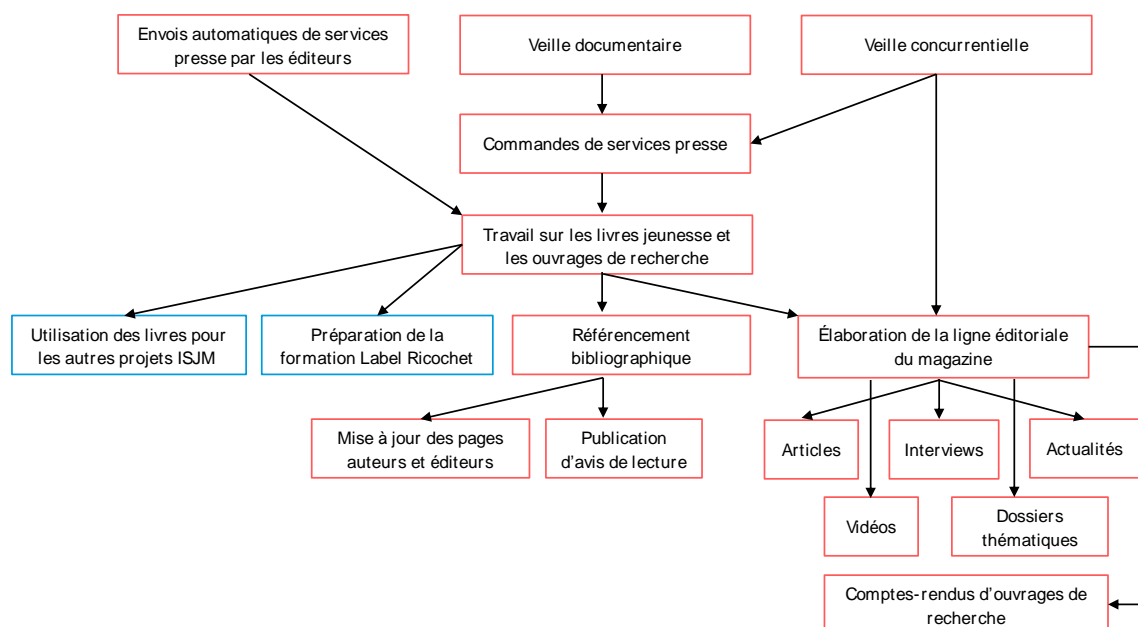 Envois automatiques de services
presse par les éditeurs
Veille documentaire
Veille concurrentielle
Commandes de services presse
Travail sur les livres jeunesse et
les ouvrages de recherche
Utilisation des livres pour
les autres projets ISJM
Préparation de la
formation Label Ricochet
Référencement
bibliographique
Élaboration de la ligne éditoriale
du magazine
Mise à jour des pages
auteurs et éditeurs
Publication
d'avis de lecture
Articles
Interviews
Actualités
Vidéos
Dossiers
thématiques
Comptes-rendus d'ouvrages de
recherche